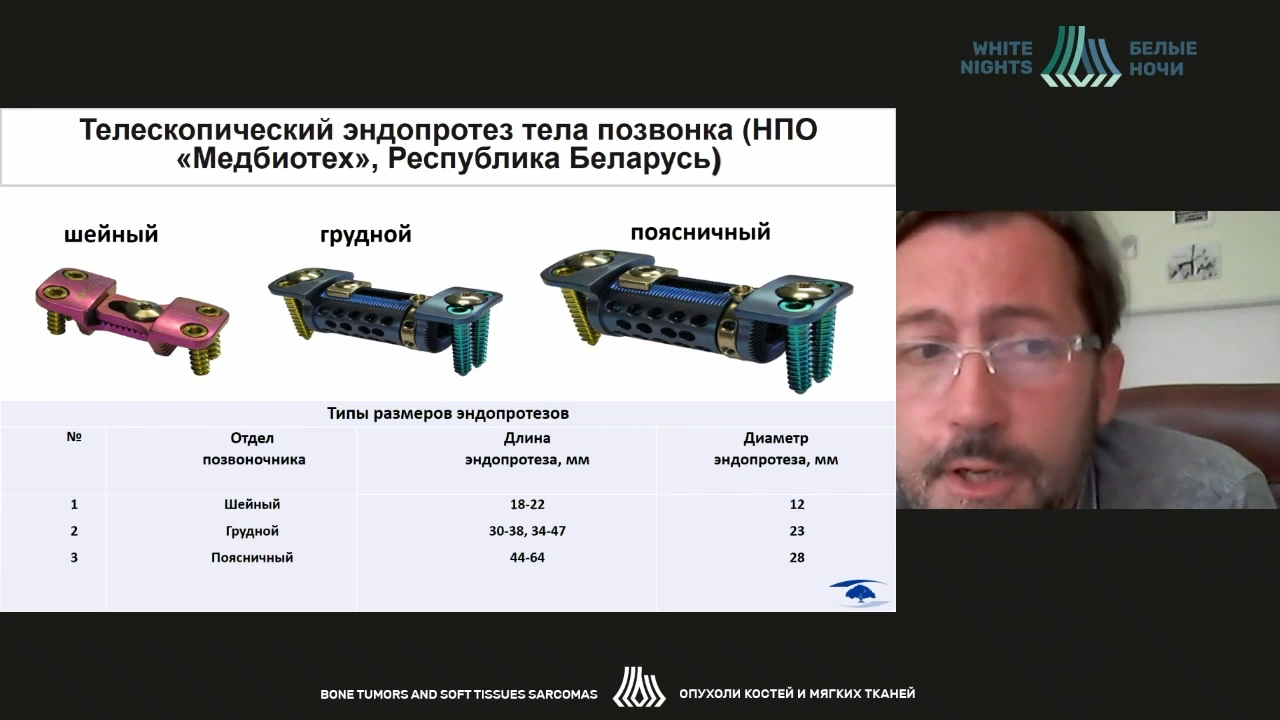 WHITE
NIGHTS
БЕЛЫЕ
НОЧИ
Телескопический эндопротез тела позвонка (НПО
«Медбиотех», Республика Беларусь)
шейный
грудной
поясничный
Типы размеров эндопротезов
№
Отдел
позвоночника
Длина
эндопротеза, мм
Диаметр
эндопротеза, мм
1 Шейный 18-22 12
2 Грудной 30-38, 34-47 23
3 Поясничный 44-64 28
BONE TUMORS AND SOFT TISSUES SARCOMAS
ОПУХОЛИ КОСТЕЙ И МЯГКИХ ТКАНЕЙ